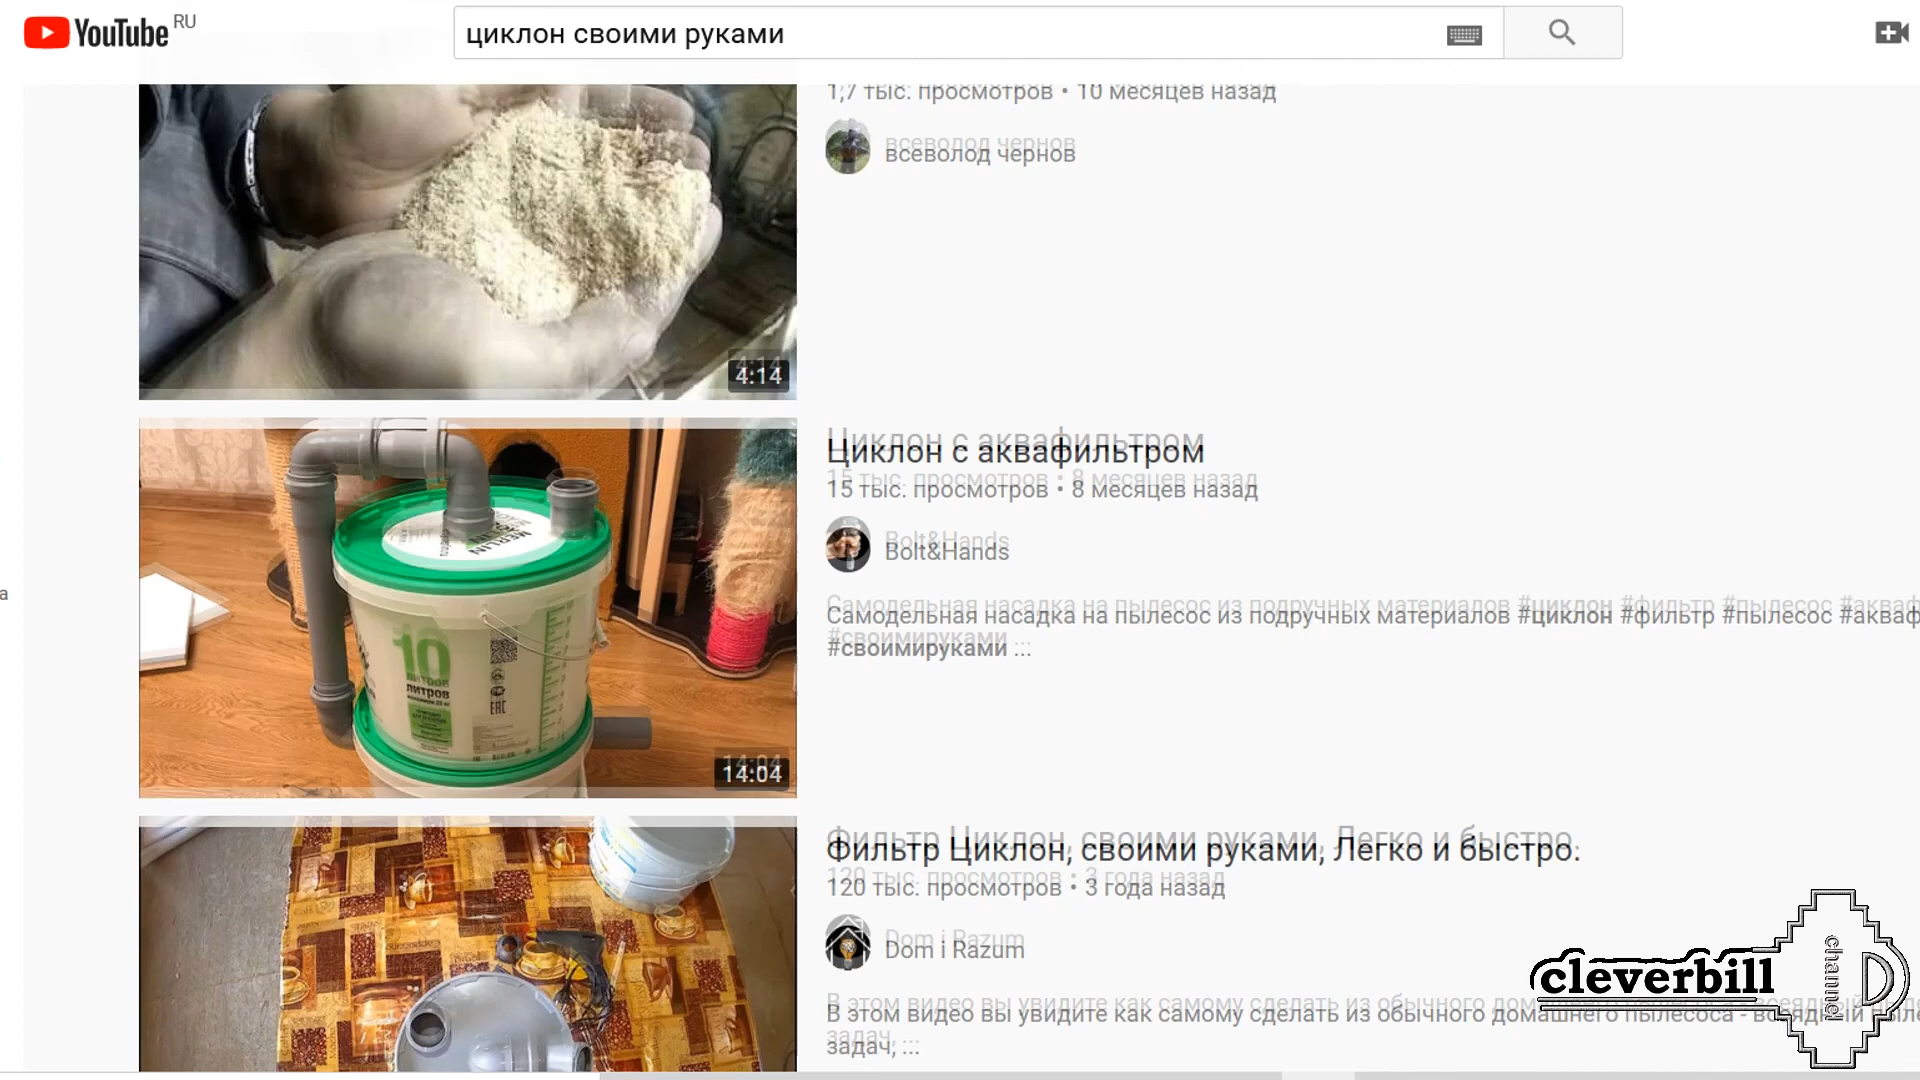 YouTube RU
циклон своими руками
1,7 тыс. просмотров • 10 месяцев назад
всеволод чернов
4:14
Циклон с аквафильтром
15 тыс. просмотров • 8 месяцев назад
Bolt&Hands
Самодельная насадка на пылесос из подручных материалов #циклон #фильтр #пылесос #акваф
#своимируками ...
а
MERLIN
10
литров
EAC
14:04
Фильтр Циклон, своими руками, Легко и быстро.
120 тыс. просмотров • 3 года назад
Dom i Razum
В этом видео вы увидите как самому сделать из обычного домашнего пылесоса -
задач, ...
cleverbill
channel